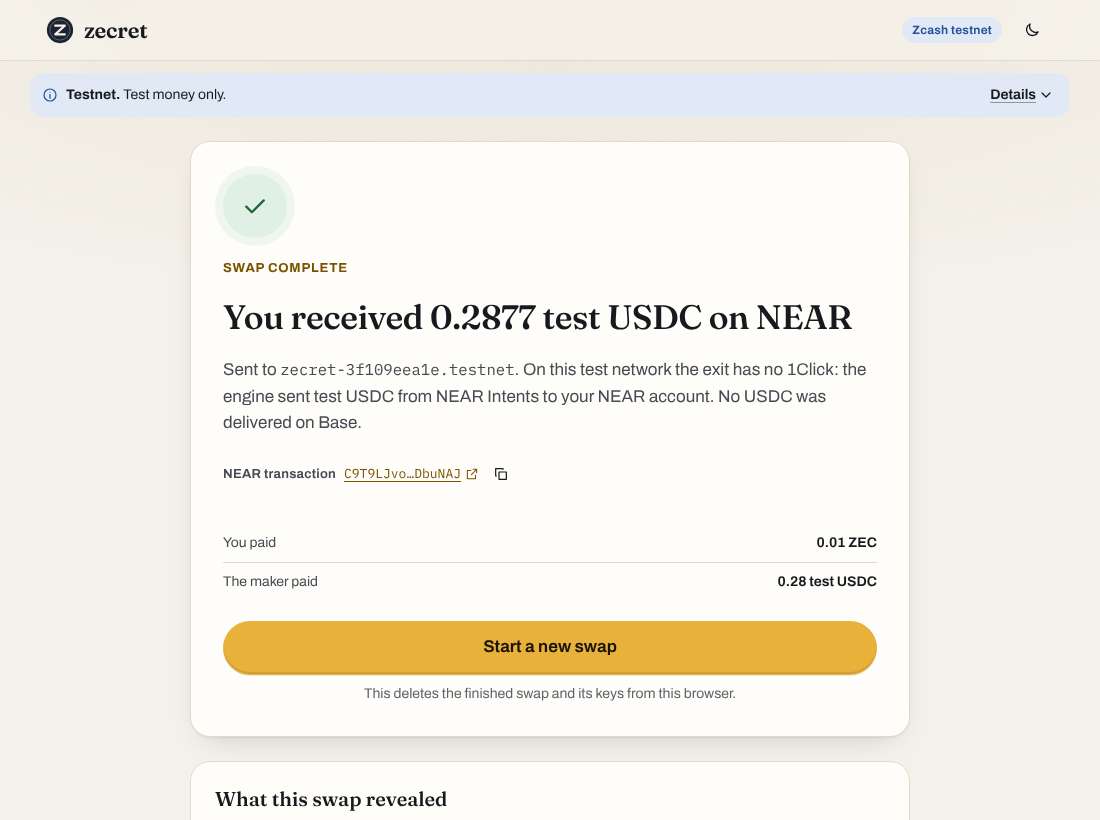 zecret
Zcash testnet
Testnet. Test money only.
Details
SWAP COMPLETE
You received 0.2877 test USDC on NEAR
Sent to zecret-3f109eea1e.testnet. On this test network the exit has no 1Click: the
engine sent test USDC from NEAR Intents to your NEAR account. No USDC was
delivered on Base.
NEAR transaction C9T9LJvo…DbuNAJ
You paid 0.01 ZEC
The maker paid 0.28 test USDC
Start a new swap
This deletes the finished swap and its keys from this browser.
What this swap revealed